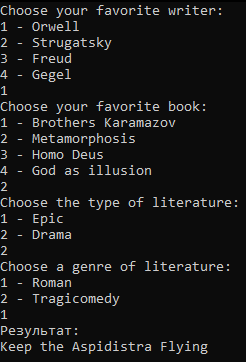 Choose your favorite writer:
1 - Orwell
2 - Strugatsky
3 - Freud
4 - Gegel
1
Choose your favorite book:
1 - Brothers Karamazov
2 - Metamorphosis
3 - Homo Deus
4 - God as illusion
2
Choose the type of literature:
1 - Epic
2 - Drama
2
Choose a genre of literature:
1 - Roman
2 - Tragicomedy
1
Результат:
Keep the Aspidistra Flying